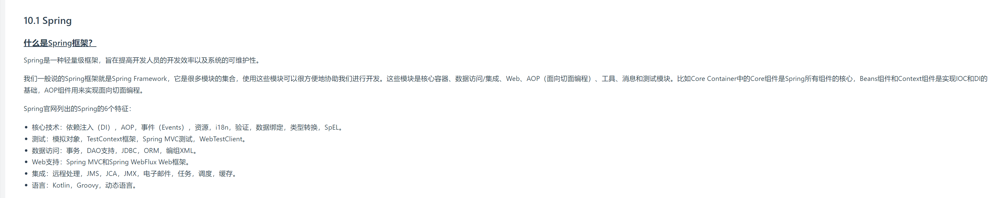 10.1 Spring
什么是Spring框架？
Spring是一种轻量级框架，旨在提高开发人员的开发效率以及系统的可维护性。
我们一般说的Spring框架就是Spring Framework，它是很多模块的集合，使用这些模块可以很方便地协助我们进行开发。这些模块是核心容器、数据访问/集成、Web、AOP（面向切面编程）、工具、消息和测试模块。比如Core Container中的Core组件是Spring所有组件的核心，Beans组件和Context组件是实现IOC和DI的
基础，AOP组件用来实现面向切面编程。
Spring官网列出的Spring的6个特征：
• 核心技术：依赖注入（DI），AOP，事件（Events），资源，i18n，验证，数据绑定，类型转换，SpEL。
• 测试：模拟对象，TestContext框架，Spring MVC测试，WebTestClient。
• 数据访问：事务，DAO支持，JDBC，ORM，编组XML。
• Web支持：Spring MVC和Spring WebFlux Web框架。
• 集成：远程处理，JMS，JCA，JMX，电子邮件，任务，调度，缓存。
• 语言：Kotlin，Groovy，动态语言。